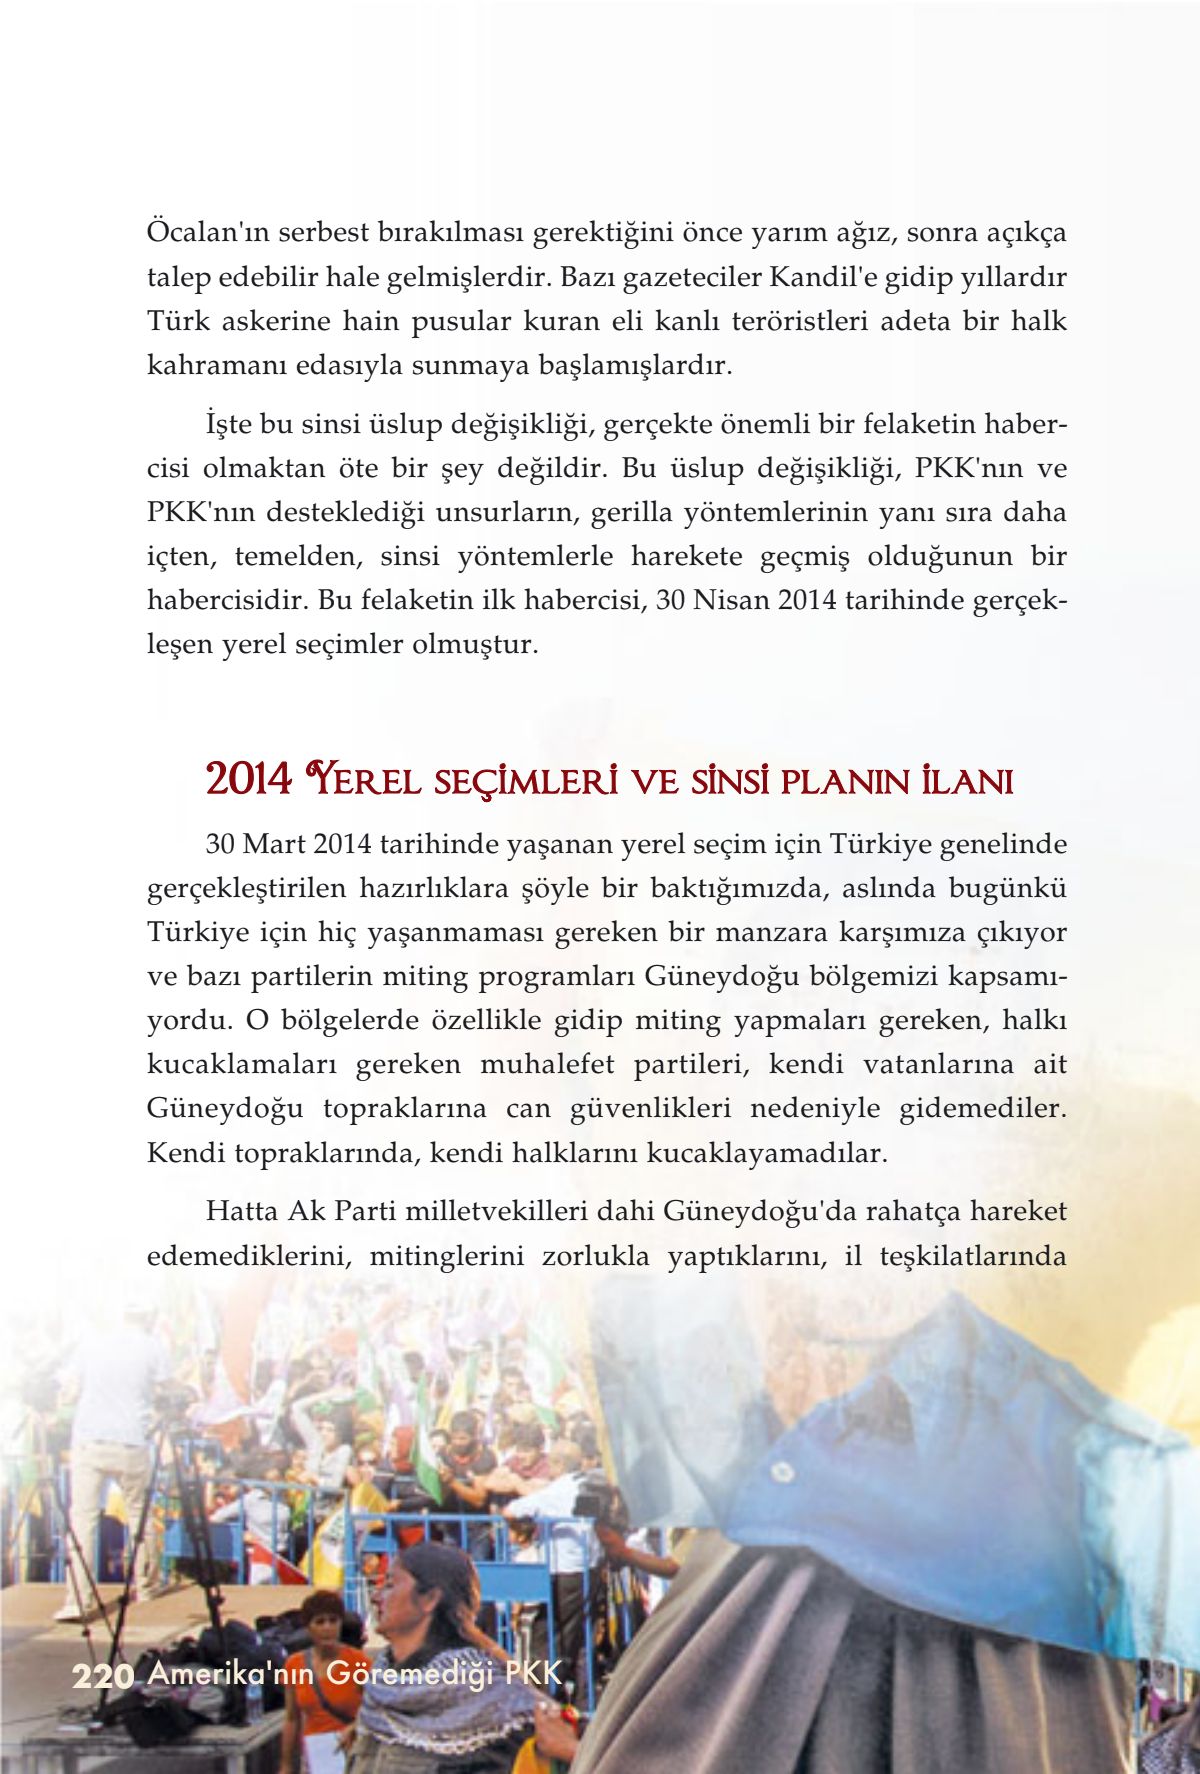 Öcalan'ın serbest bırakılması gerektiğini önce yarım ağız, sonra açıkça
talep edebilir hale gelmişlerdir. Bazı gazeteciler Kandil'e gidip yıllardır
Türk askerine hain pusular kuran eli kanlı teröristleri adeta bir halk
kahramanı edasıyla sunmaya başlamışlardır.
İşte bu sinsi üslup değişikliği, gerçekte önemli bir felaketin haber-
cisi olmaktan öte bir şey değildir. Bu üslup değişikliği, PKK'nın ve
PKK'nın desteklediği unsurların, gerilla yöntemlerinin yanı sıra daha
içten, temelden, sinsi yöntemlerle harekete geçmiş olduğunun bir
habercisidir. Bu felaketin ilk habercisi, 30 Nisan 2014 tarihinde gerçek-
leşen yerel seçimler olmuştur.
2014 YEREL SEÇİMLERİ VE SİNSİ PLANIN İLANI
30 Mart 2014 tarihinde yaşanan yerel seçim için Türkiye genelinde
gerçekleştirilen hazırlıklara şöyle bir baktığımızda, aslında bugünkü
Türkiye için hiç yaşanmaması gereken bir manzara karşımıza çıkıyor
ve bazı partilerin miting programları Güneydoğu bölgemizi kapsamı-
yordu. O bölgelerde özellikle gidip miting yapmaları gereken, halkı
kucaklamaları gereken muhalefet partileri, kendi vatanlarına ait
Güneydoğu topraklarına can güvenlikleri nedeniyle gidemediler.
Kendi topraklarında, kendi halklarını kucaklayamadılar.
Hatta Ak Parti milletvekilleri dahi Güneydoğu'da rahatça hareket
edemediklerini, mitinglerini zorlukla yaptıklarını, il teşkilatlarında
220 Amerika'nın Göremediği PKK